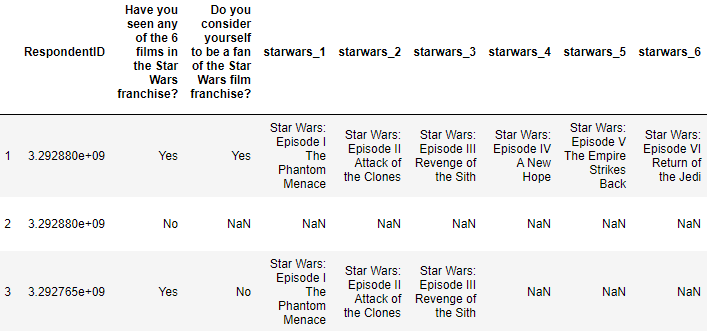 RespondentID Have you seen any of the 6 films in the Star Wars franchise? Do you consider yourself to be a fan of the Star Wars film franchise? starwars_1 starwars_2 starwars_3 starwars_4 starwars_5 starwars_6
1 3.292880e+09 Yes Yes Star Wars: Episode I The Phantom Menace Star Wars: Episode II Attack of the Clones Star Wars: Episode III Revenge of the Sith Star Wars: Episode IV A New Hope Star Wars: Episode V The Empire Strikes Back Star Wars: Episode VI Return of the Jedi
2 3.292880e+09 No NaN NaN NaN NaN NaN NaN NaN
3 3.292765e+09 Yes No Star Wars: Episode I The Phantom Menace Star Wars: Episode II Attack of the Clones Star Wars: Episode III Revenge of the Sith NaN NaN NaN